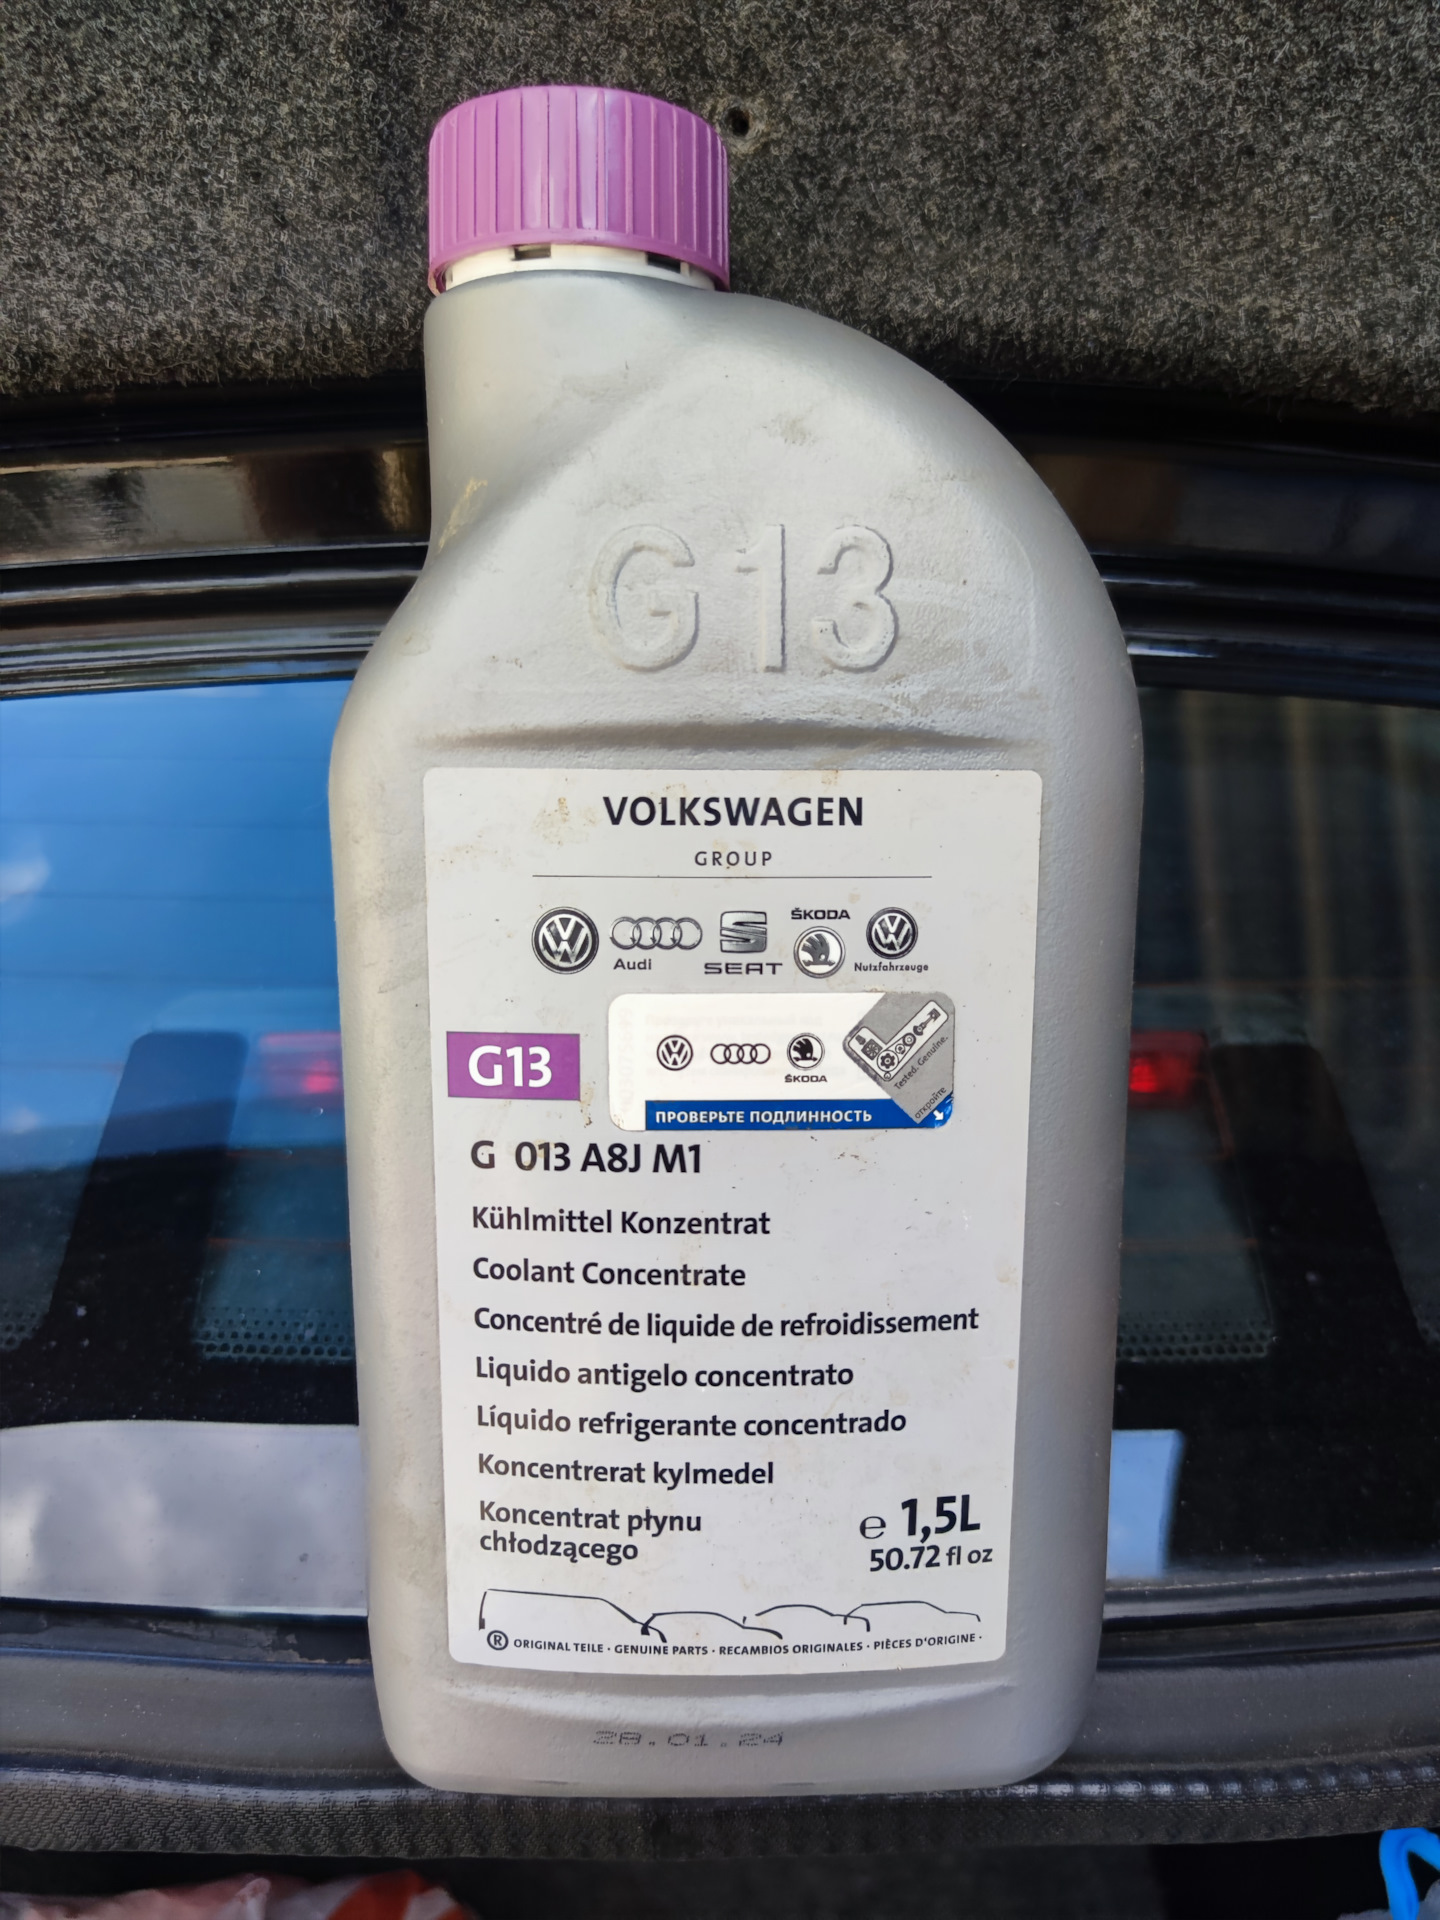 G13
VOLKSWAGEN
GROUP
Audi
SEAT
ŠKODA
Nutzfahrzeuge
G13
ŠKODA
Tested. Genuine.
откройте
ПРОВЕРЬТЕ ПОДЛИННОСТЬ
G 013 A8J M1
Kühlmittel Konzentrat
Coolant Concentrate
Concentré de liquide de refroidissement
Liquido antigelo concentrato
Líquido refrigerante concentrado
Koncentrerat kylmedel
Koncentrat płynu
chłodzącego
e 1,5L
50.72 fl oz
® ORIGINAL TEILE · GENUINE PARTS · RECAMBIOS ORIGINALES · PIÈCES D'ORIGINE ·
28.01.24